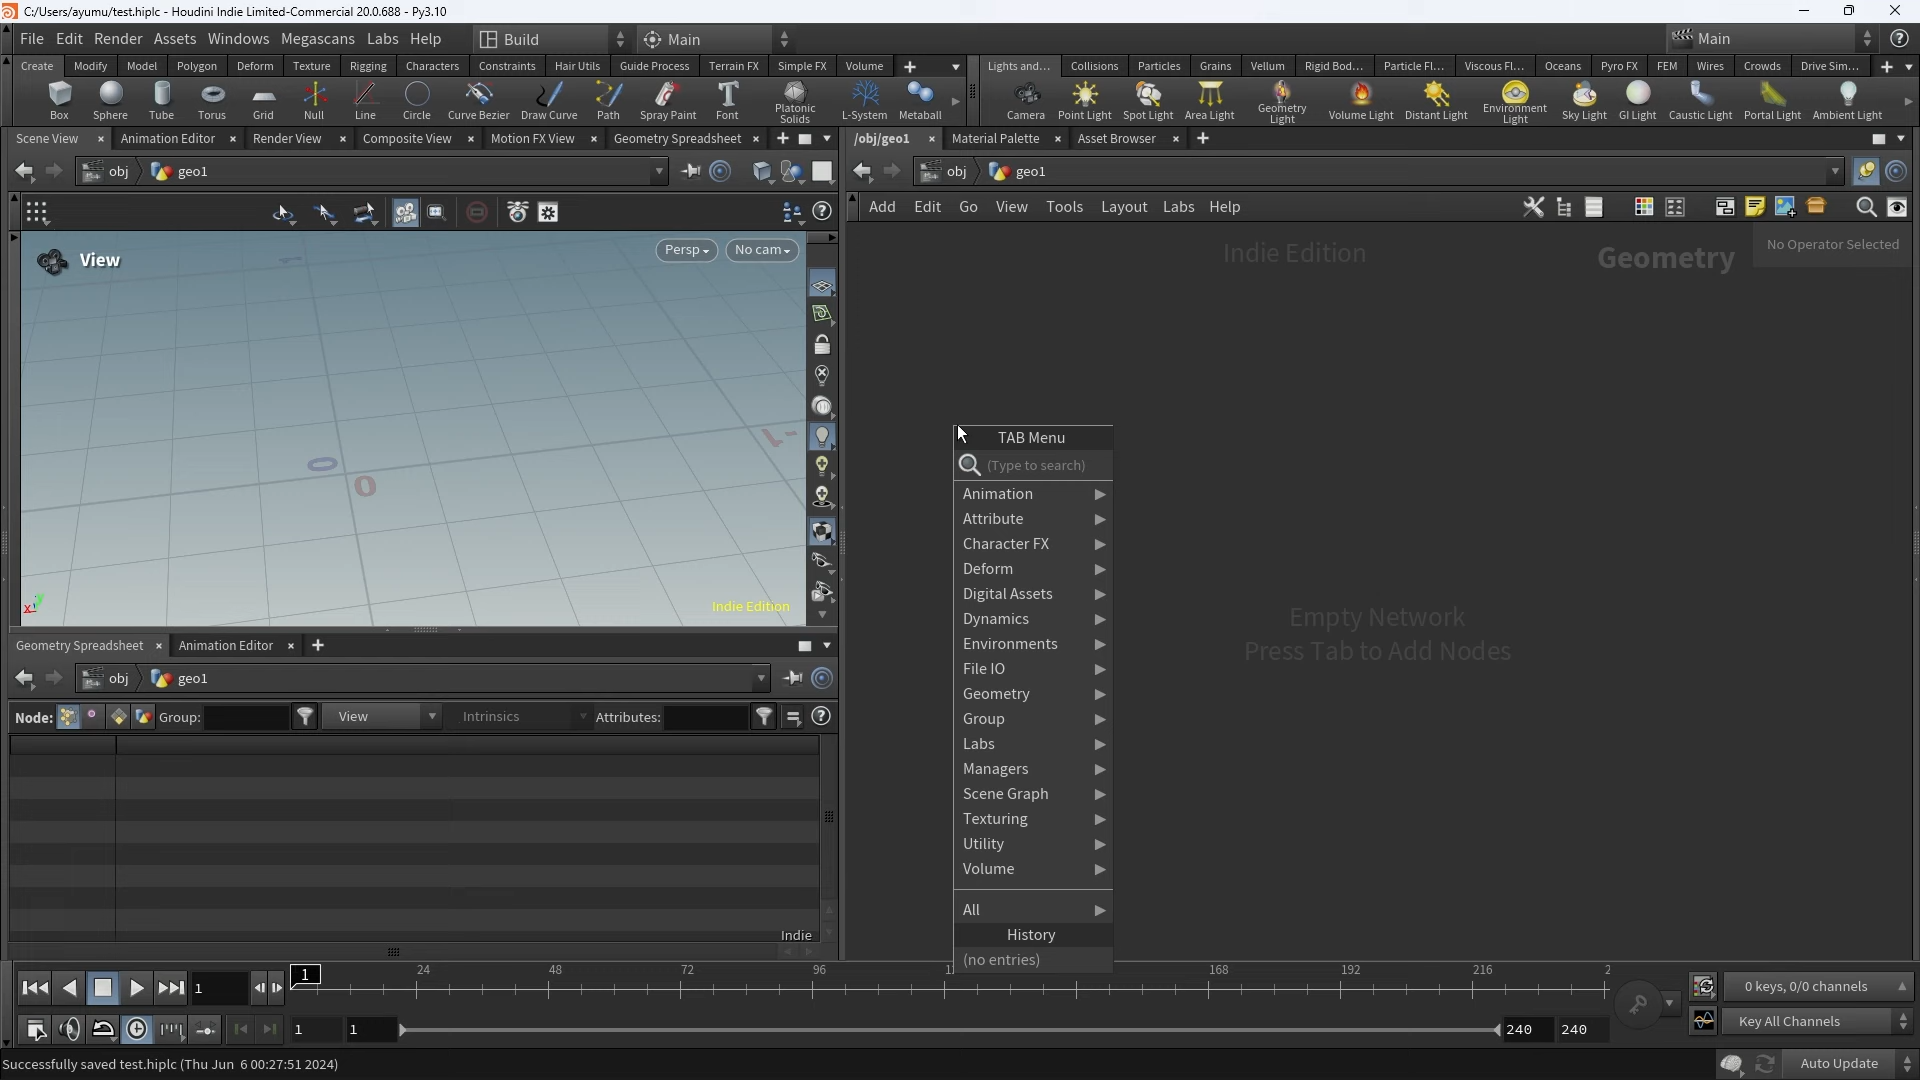 C:/Users/ayumu/test.hiplc - Houdini Indie Limited-Commercial 20.0.688 - Py3.10
File Edit Render Assets Windows Megascans Labs Help Build Main Main
Create Modify Model Polygon Deform Texture Rigging Characters Constraints Hair Utils Guide Process Terrain FX Simple FX Volume
Lights and... Collisions Particles Grains Vellum Rigid Bod... Particle Fl... Viscous Fl... Oceans Pyro FX FEM Wires Crowds Drive Sim...
Box Sphere Tube Torus Grid Null Line Circle Curve Bezier Draw Curve Path Spray Paint Font Platonic Solids L-System Metaball
Camera Point Light Spot Light Area Light Geometry Light Volume Light Distant Light Environment Light Sky Light GI Light Caustic Light Portal Light Ambient Light
Scene View Animation Editor Render View Composite View Motion FX View Geometry Spreadsheet
/obj/geo1 Material Palette Asset Browser
obj geo1
obj geo1
Add Edit Go View Tools Layout Labs Help
View Persp No cam
0
0
-1
Indie Edition
Indie Edition
Geometry
No Operator Selected
Empty Network
Press Tab to Add Nodes
TAB Menu
(Type to search)
Animation
Attribute
Character FX
Deform
Digital Assets
Dynamics
Environments
File IO
Geometry
Group
Labs
Managers
Scene Graph
Texturing
Utility
Volume
All
History
(no entries)
Geometry Spreadsheet Animation Editor
obj geo1
Node: Group: View Intrinsics Attributes:
Indie
1 1 24 48 72 96 168 192 216 2
0 keys, 0/0 channels
1 1 240 240
Key All Channels
Successfully saved test.hiplc (Thu Jun 6 00:27:51 2024)
Auto Update